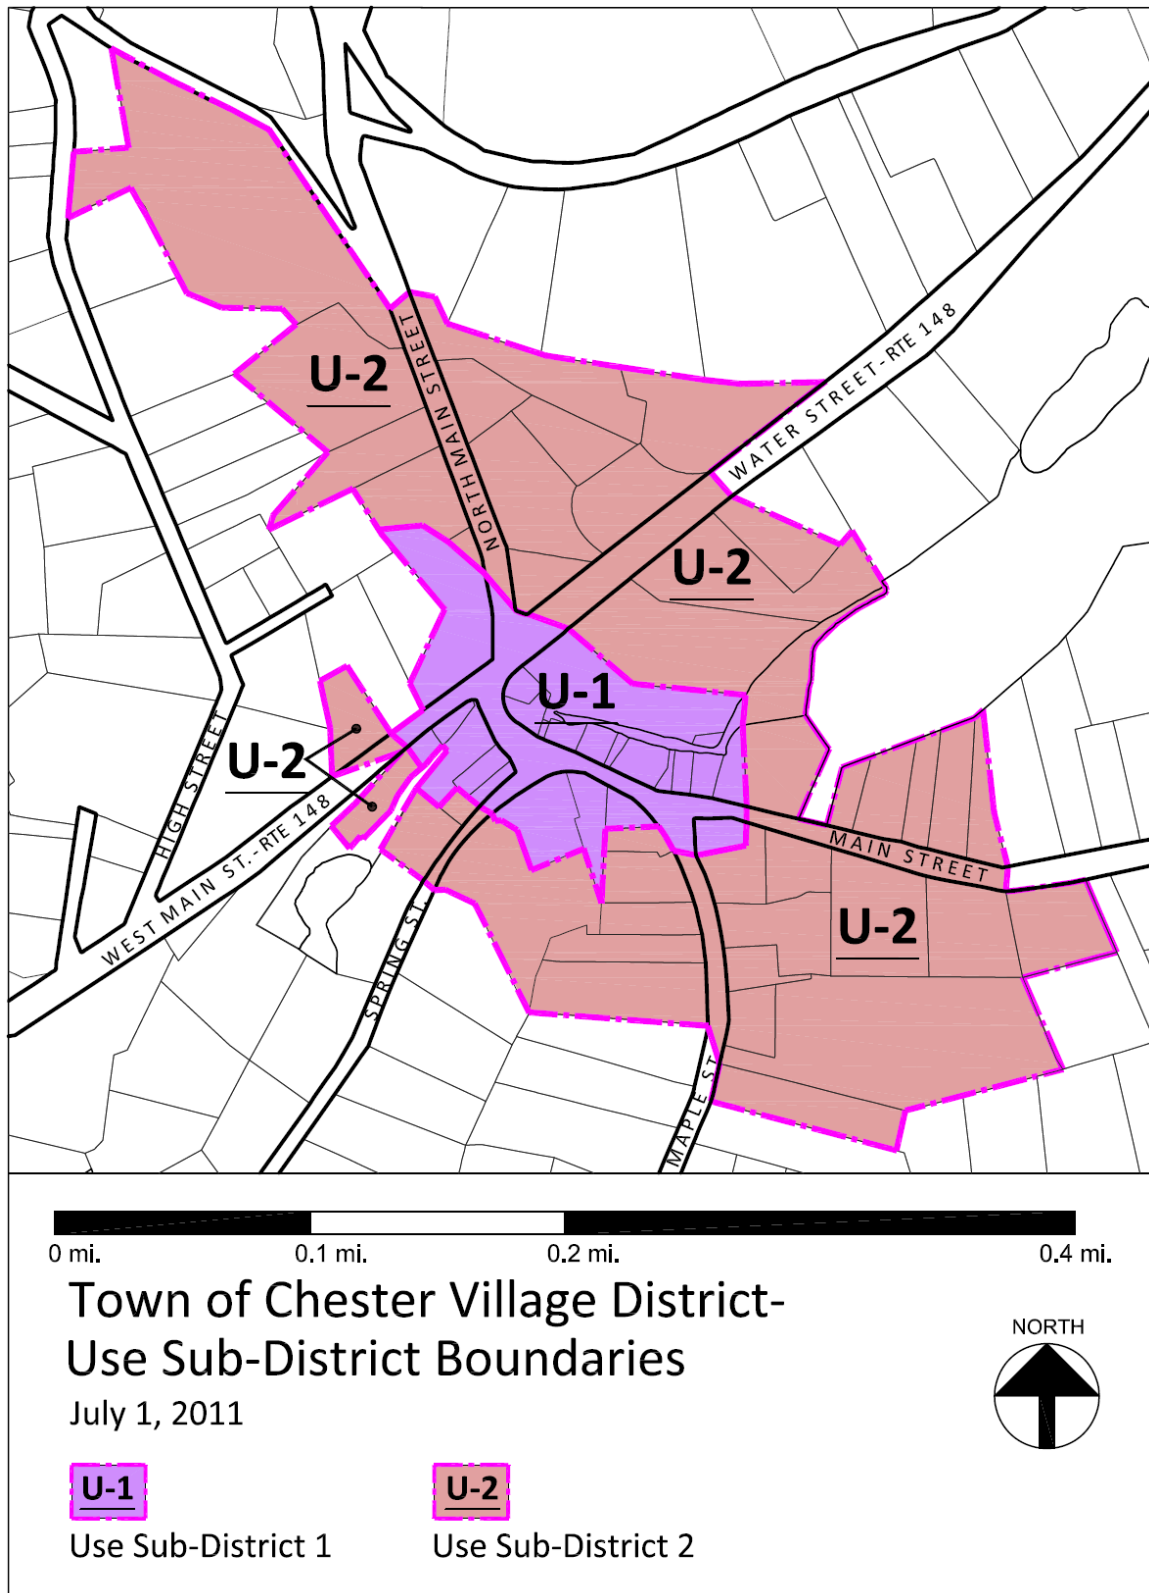 NORTH MAIN STREET
WATER STREET - RTE 148
U-2
U-2
U-1
U-2
HIGH STREET
WEST MAIN ST. - RTE 148
SPRING ST.
MAIN STREET
U-2
MAPLE ST
0 mi.
0.1 mi.
0.2 mi.
0.4 mi.
Town of Chester Village District-
Use Sub-District Boundaries
July 1, 2011
NORTH
U-1
U-2
Use Sub-District 1
Use Sub-District 2